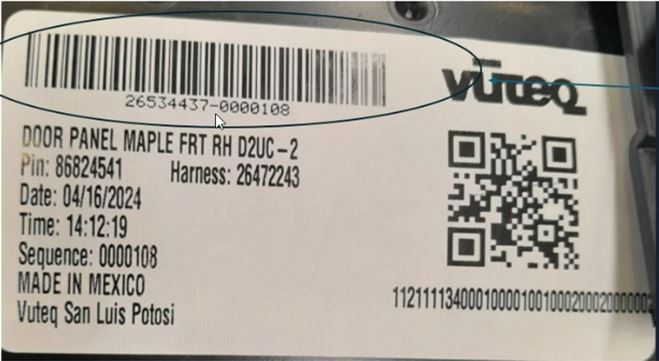 26534437-0000108
vuteq
DOOR PANEL MAPLE FRT RH D2UC-2
Pin: 86824541 Harness: 26472243
Date: 04/16/2024
Time: 14:12:19
Sequence: 0000108
MADE IN MEXICO
Vuteq San Luis Potosi